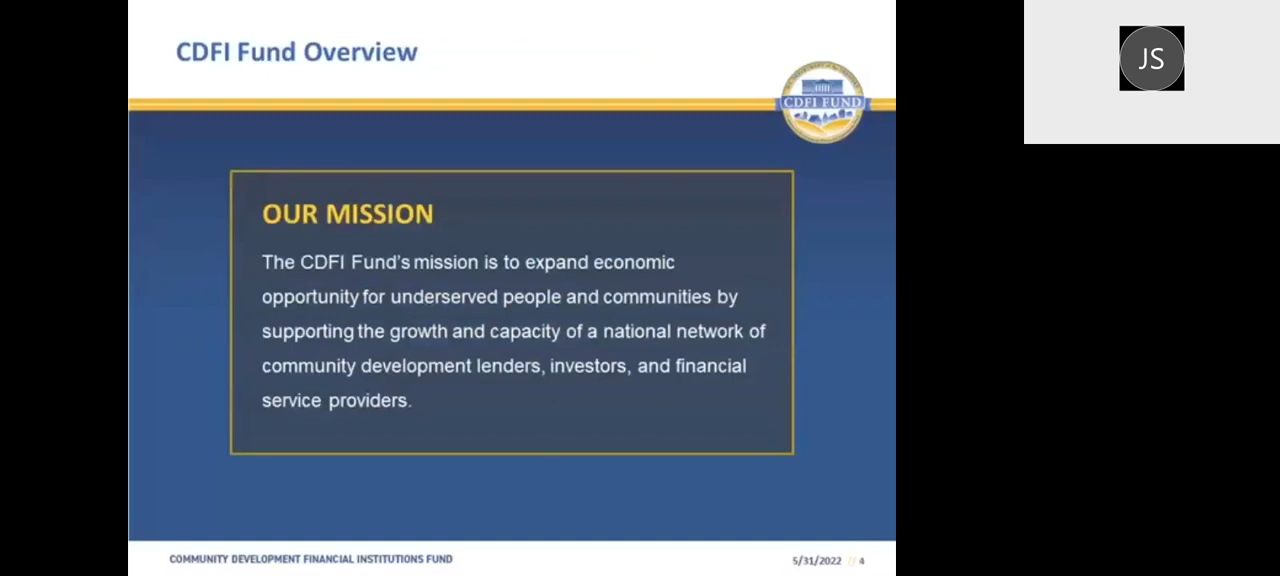 CDFI Fund Overview
JS
CDFI FUND
OUR MISSION
The CDFI Fund's mission is to expand economic
opportunity for underserved people and communities by
supporting the growth and capacity of a national network of
community development lenders, investors, and financial
service providers.
COMMUNITY DEVELOPMENT FINANCIAL INSTITUTIONS FUND
5/31/2022 // 4